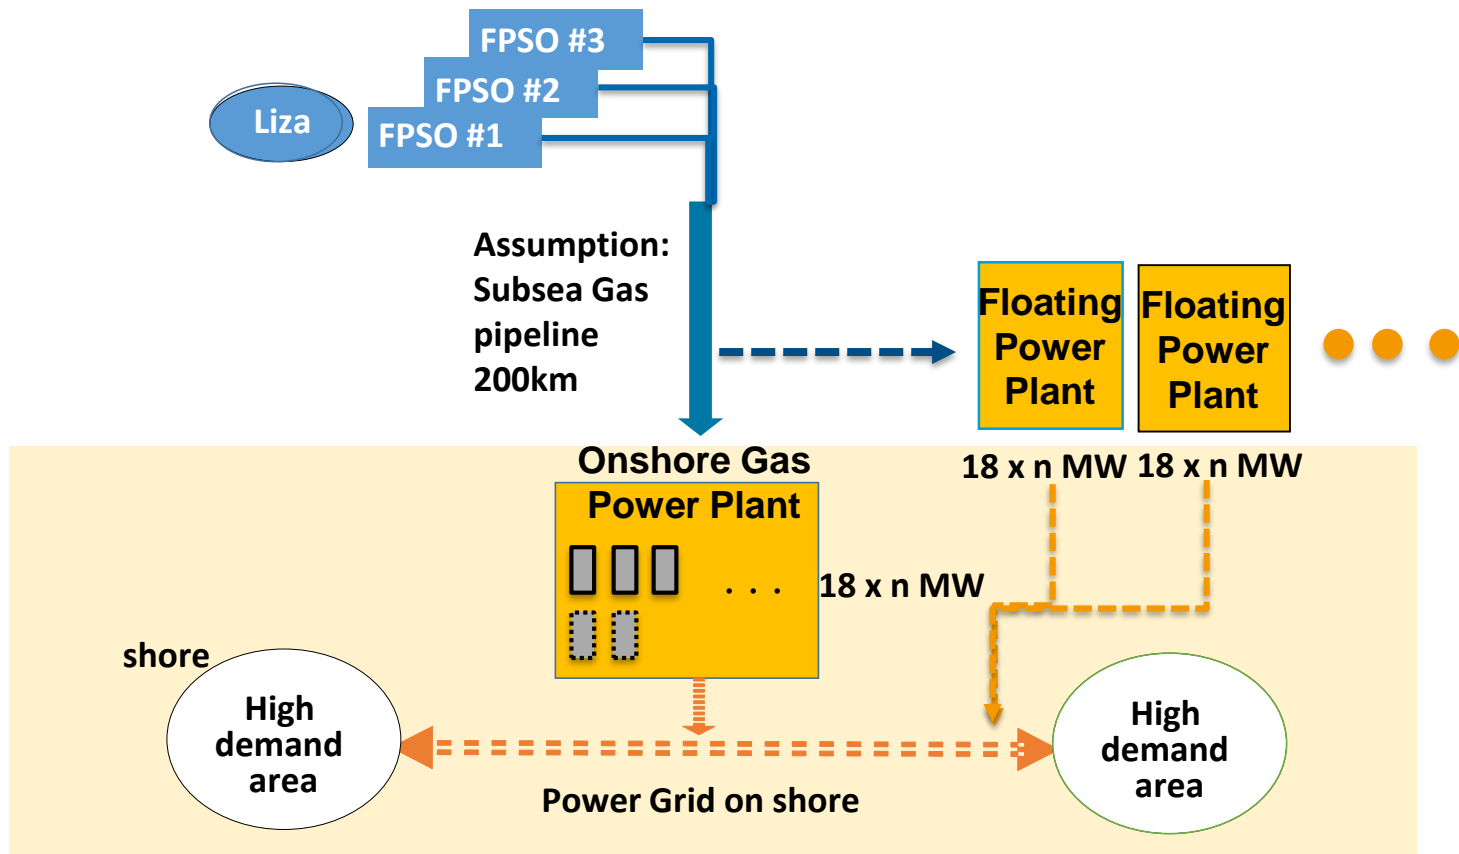 FPSO #3
FPSO #2
Liza
FPSO #1
Assumption:
Subsea Gas
pipeline
200km
Floating
Power
Plant
Floating
Power
Plant
18 x n MW
18 x n MW
Onshore Gas
Power Plant
. . .
18 x n MW
shore
High
demand
area
High
demand
area
Power Grid on shore